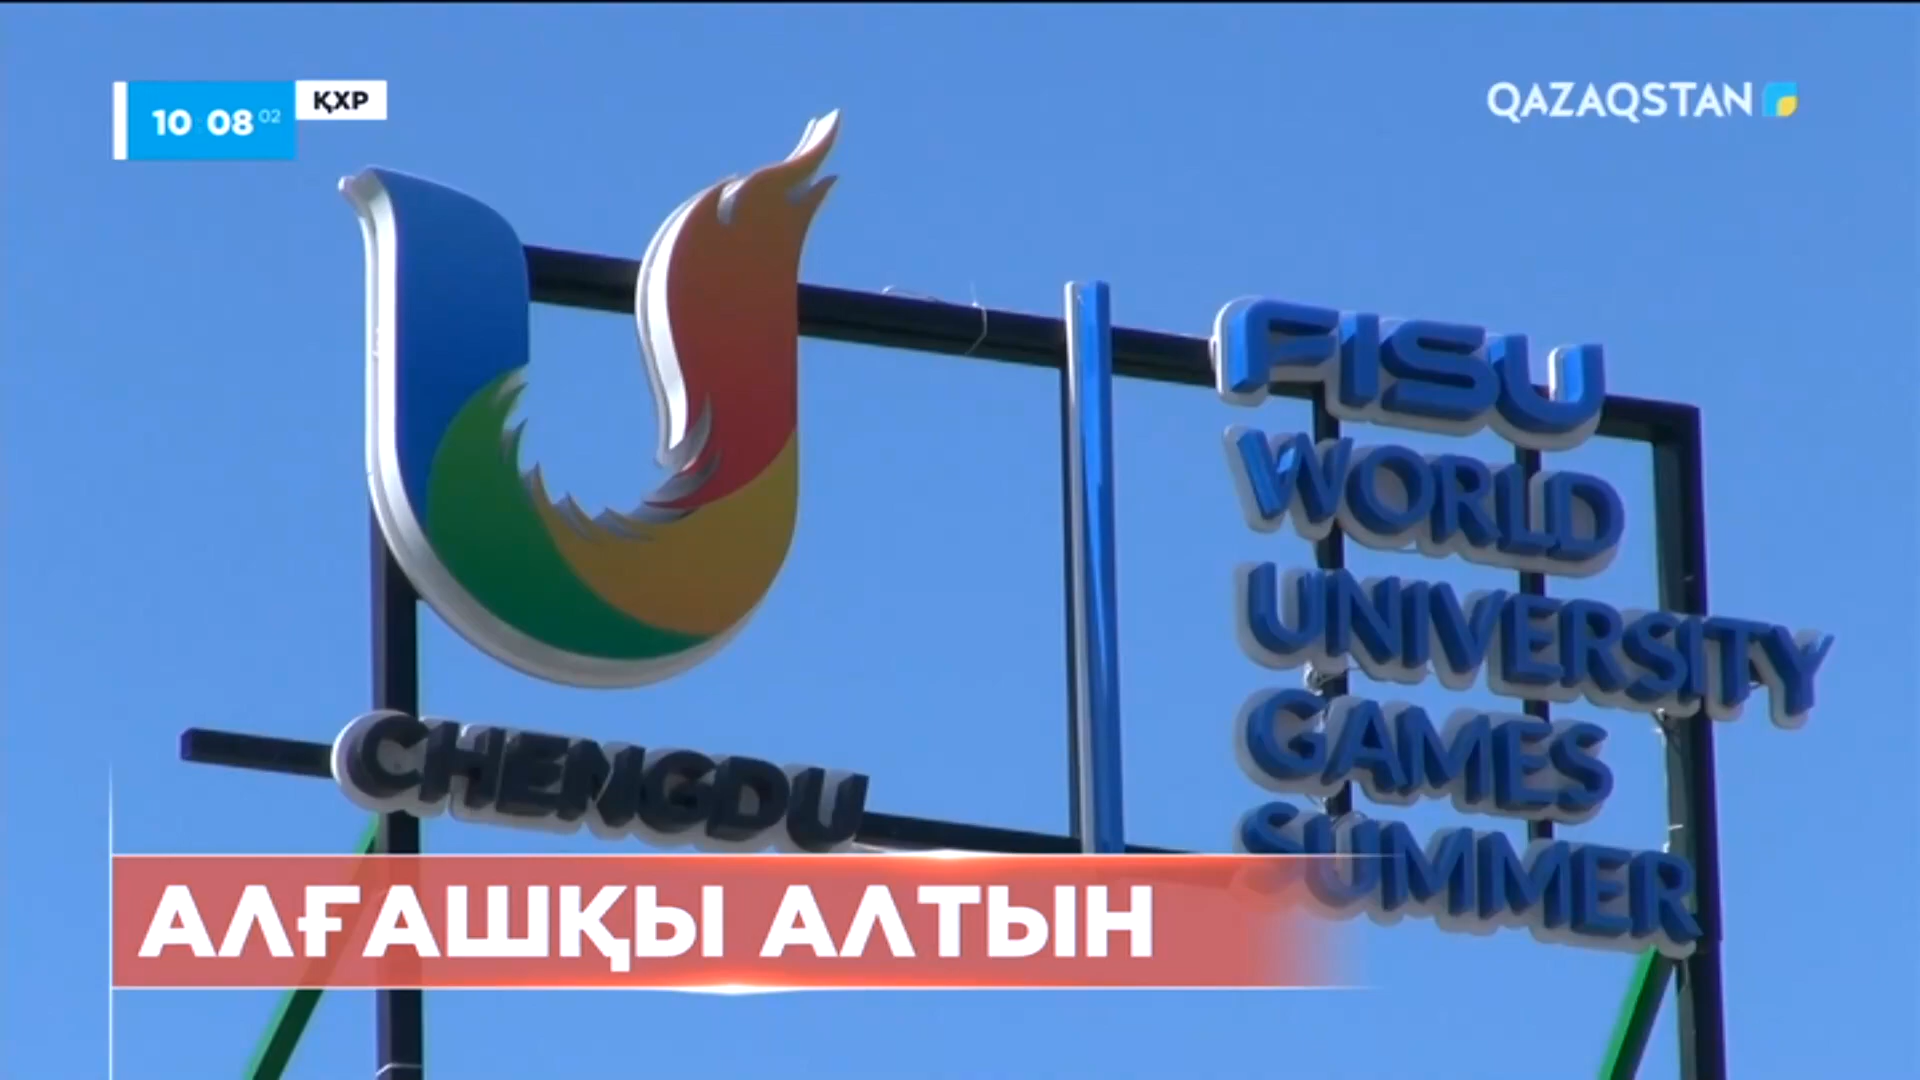 10:08 02
ҚХР
QAZAQSTAN
FISU
WORLD
UNIVERSITY
GAMES
SUMMER
CHENGDU
АЛҒАШҚЫ АЛТЫН